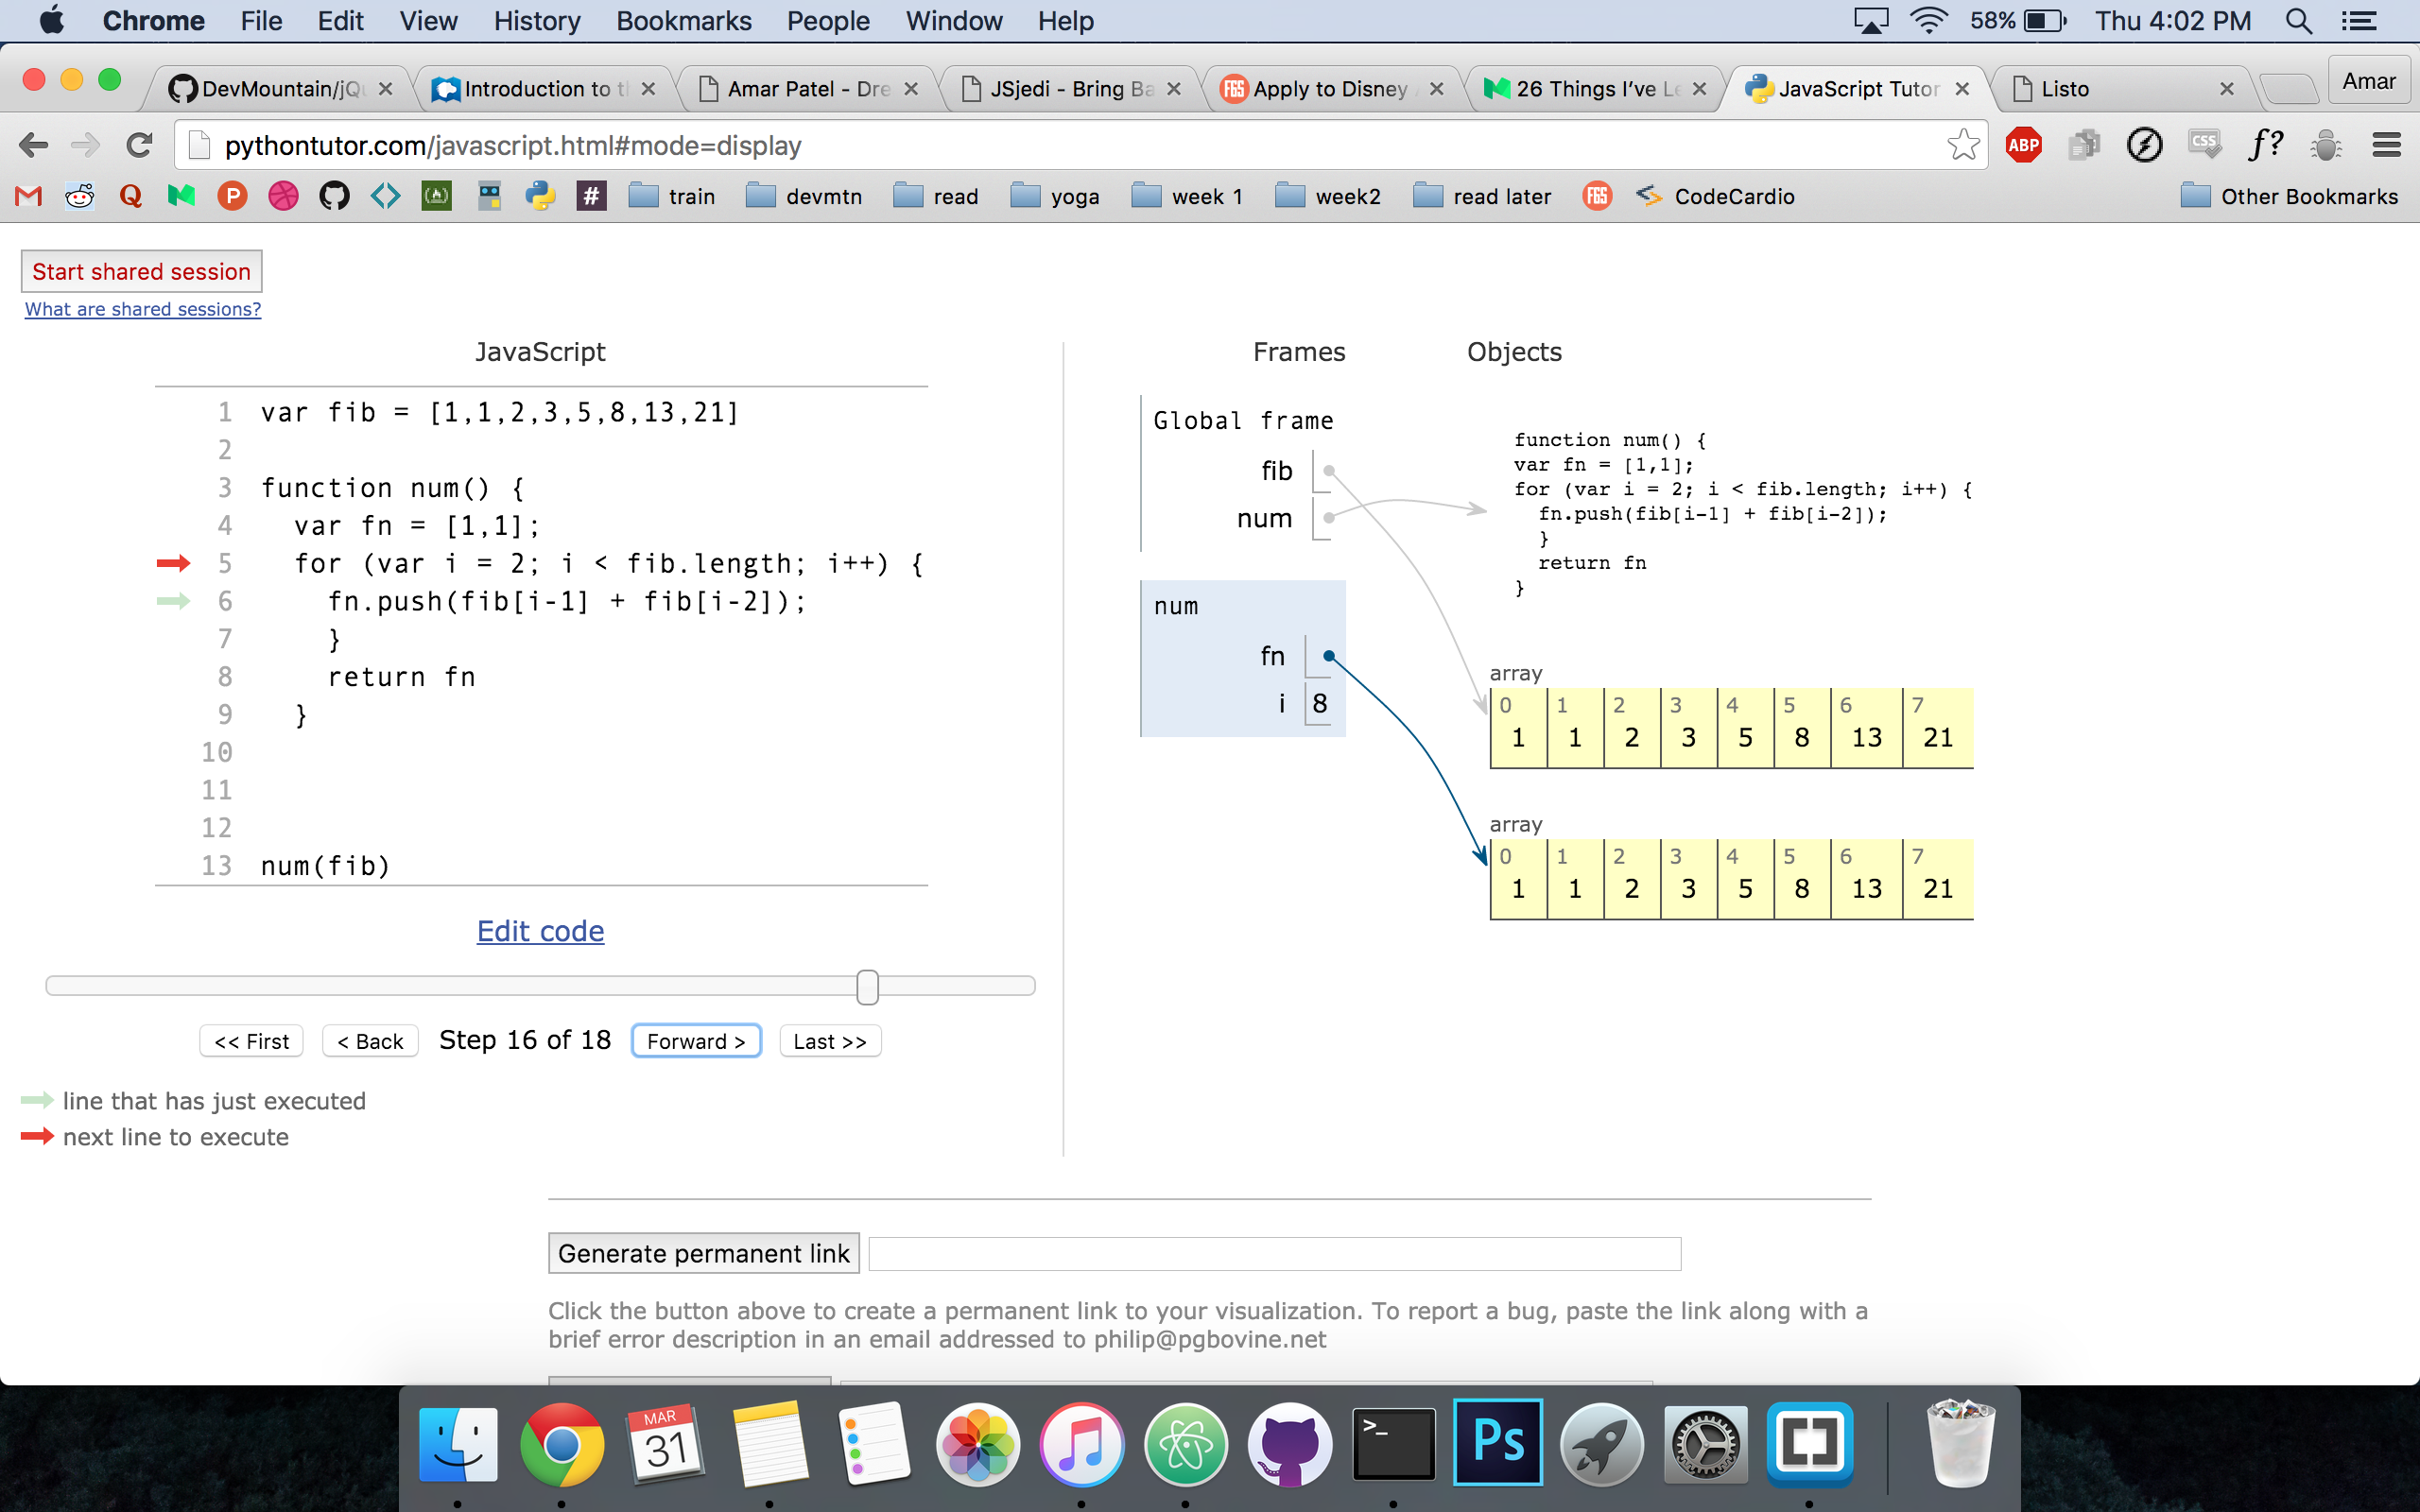 Chrome File Edit View History Bookmarks People Window Help 58% Thu 4:02 PM
DevMountain/jQ Introduction to t Amar Patel - Dre JSjedi - Bring Ba FGS Apply to Disney 26 Things I've Le JavaScript Tutor Listo Amar
pythontutor.com/javascript.html#mode=display ABP CSS f?
M Q P # train devmtn read yoga week 1 week2 read later FGS CodeCardio Other Bookmarks
Start shared session
What are shared sessions?
JavaScript
1 var fib = [1,1,2,3,5,8,13,21]
2
3 function num() {
4 var fn = [1,1];
5 for (var i = 2; i < fib.length; i++) {
6 fn.push(fib[i-1] + fib[i-2]);
7 }
8 return fn
9 }
10
11
12
13 num(fib)
Edit code
<< First < Back Step 16 of 18 Forward > Last >>
line that has just executed
next line to execute
Frames Objects
Global frame
fib
num
function num() {
var fn = [1,1];
for (var i = 2; i < fib.length; i++) {
fn.push(fib[i-1] + fib[i-2]);
}
return fn
}
num
fn
i 8
array
0 1 2 3 4 5 6 7
1 1 2 3 5 8 13 21
array
0 1 2 3 4 5 6 7
1 1 2 3 5 8 13 21
Generate permanent link
Click the button above to create a permanent link to your visualization. To report a bug, paste the link along with a
brief error description in an email addressed to philip@pgbovine.net
MAR
31
>_
Ps